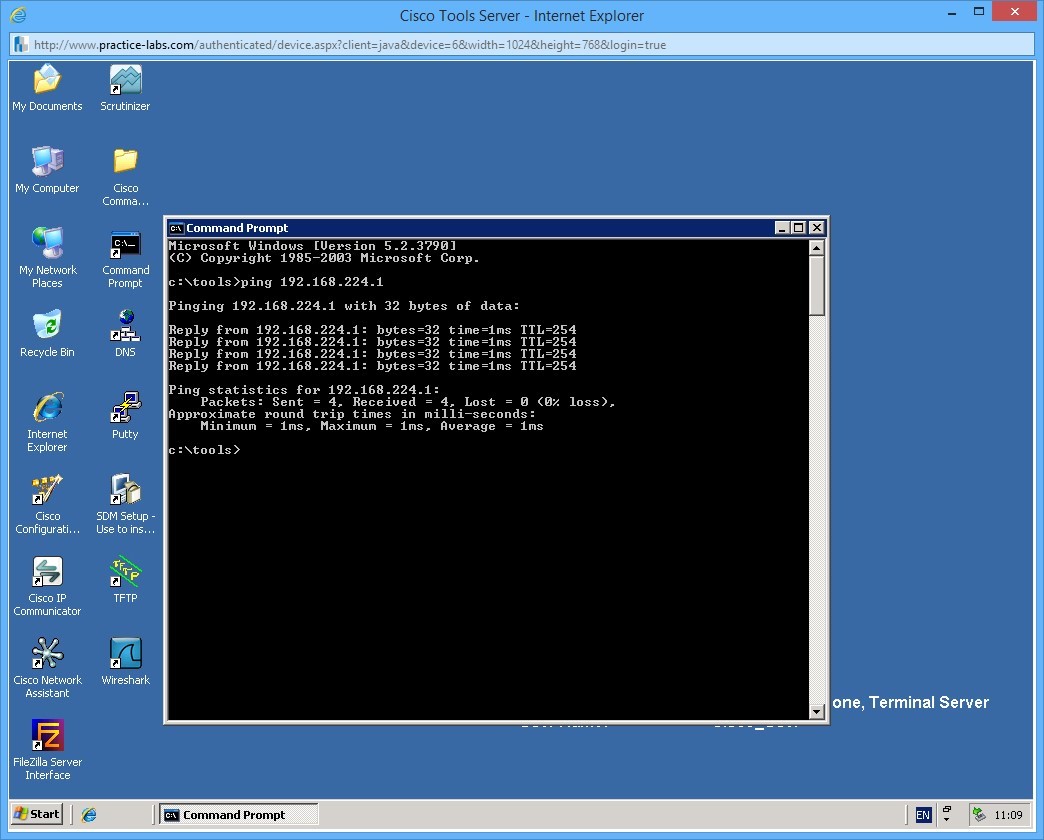 Cisco Tools Server - Internet Explorer
http://www.practice-labs.com/authenticated/device.aspx?client=java&device=6&width=1024&height=768&login=true
My Documents
Scrutinizer
My Computer
Cisco
Comma...
My Network
Places
Command
Prompt
Recycle Bin
DNS
Internet
Explorer
Putty
Cisco
Configurati...
SDM Setup -
Use to ins...
Cisco IP
Communicator
TFTP
Cisco Network
Assistant
Wireshark
FileZilla Server
Interface
Command Prompt
Microsoft Windows [Version 5.2.3790]
(C) Copyright 1985-2003 Microsoft Corp.
c:\tools>ping 192.168.224.1
Pinging 192.168.224.1 with 32 bytes of data:
Reply from 192.168.224.1: bytes=32 time=1ms TTL=254
Reply from 192.168.224.1: bytes=32 time=1ms TTL=254
Reply from 192.168.224.1: bytes=32 time=1ms TTL=254
Reply from 192.168.224.1: bytes=32 time=1ms TTL=254
Ping statistics for 192.168.224.1:
Packets: Sent = 4, Received = 4, Lost = 0 (0% loss),
Approximate round trip times in milli-seconds:
Minimum = 1ms, Maximum = 1ms, Average = 1ms
c:\tools>
one, Terminal Server
Start
Command Prompt
EN
11:09